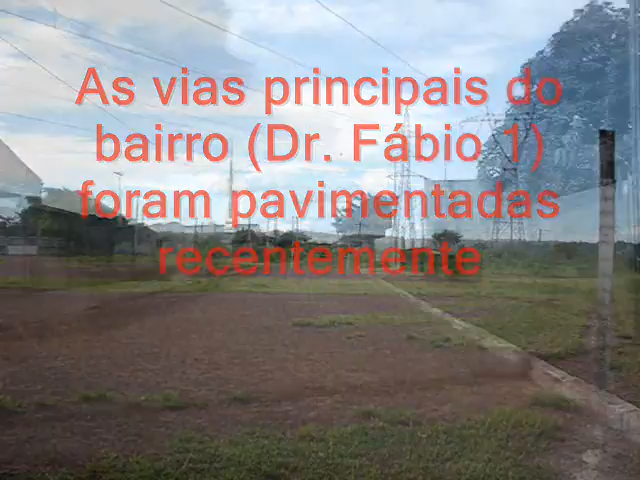 As vias principais do
bairro (Dr. Fábio 1)
foram pavimentadas
recentemente